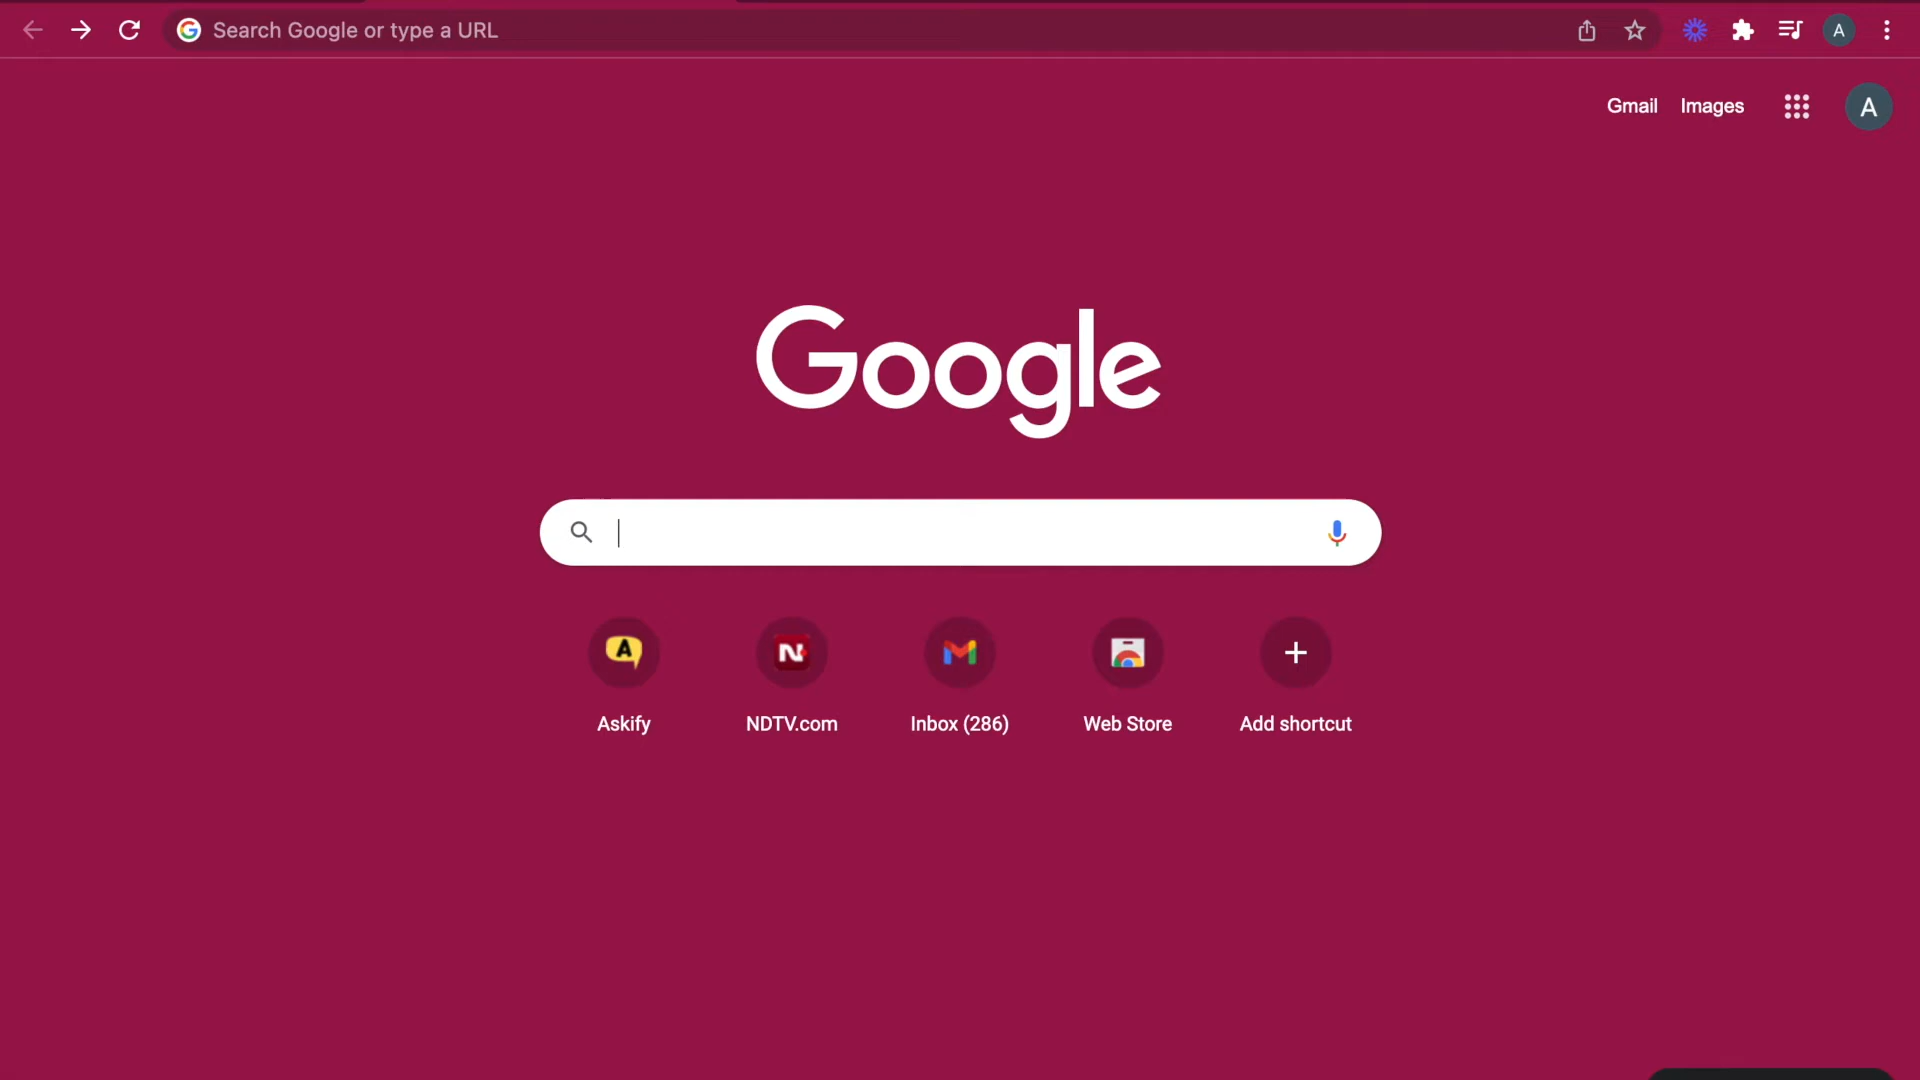 Search Google or type a URL
A
Gmail Images
A
Google
A
N
Askify NDTV.com Inbox (286) Web Store Add shortcut